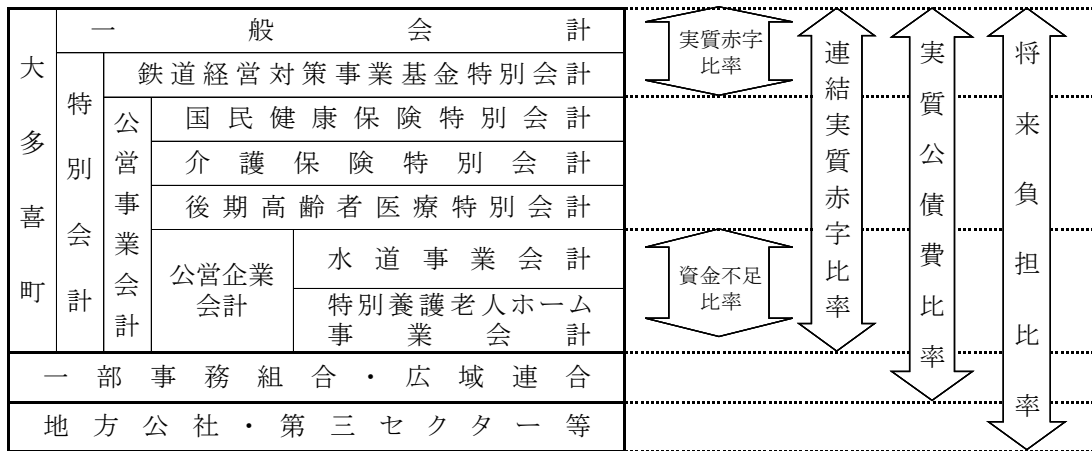 大多喜町
一般会計
特別会計
鉄道経営対策事業基金特別会計
公営事業会計
国民健康保険特別会計
介護保険特別会計
後期高齢者医療特別会計
公営企業
会計
水道事業会計
特別養護老人ホーム
事業会計
一部事務組合・広域連合
地方公社・第三セクター等
実質赤字
比率
資金不足
比率
連結実質赤字比率
実質公債費比率
将来負担比率